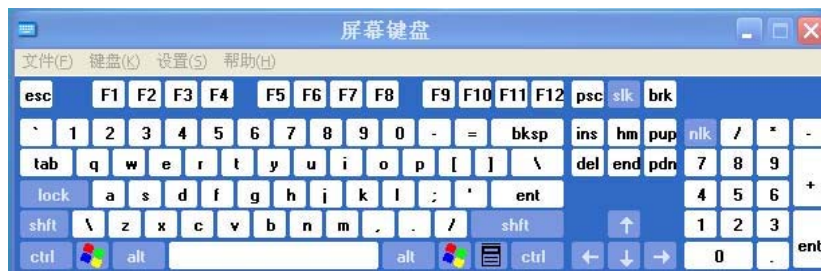 屏幕键盘
文件(F) 键盘(K) 设置(S) 帮助(H)
esc F1 F2 F3 F4 F5 F6 F7 F8 F9 F10 F11 F12 psc slk brk
` 1 2 3 4 5 6 7 8 9 0 - = bksp ins hm pup nlk / * -
tab q w e r t y u i o p [ ] \ del end pdn 7 8 9
lock a s d f g h j k l ; ' ent 4 5 6 +
shft \ z x c v b n m , . / shft ↑ 1 2 3
ctrl alt alt ctrl ← ↓ → 0 . ent